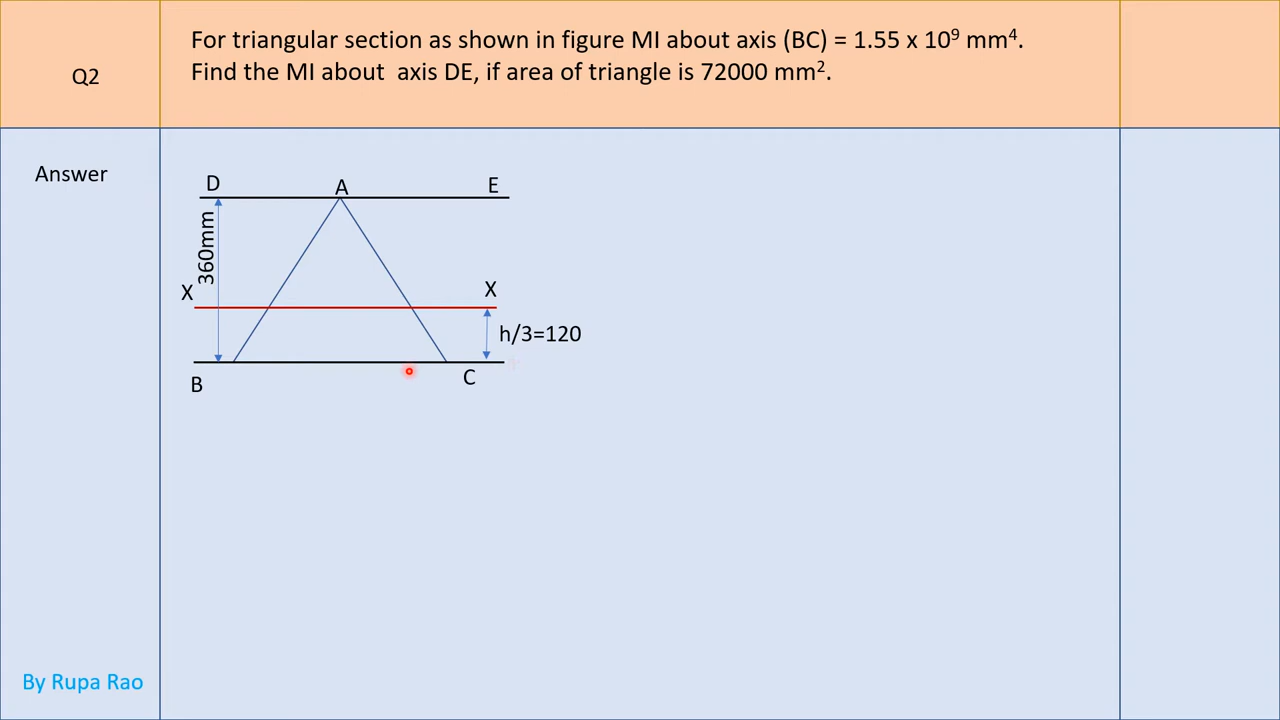 Q2
For triangular section as shown in figure MI about axis (BC) = 1.55 x 10⁹ mm⁴.
Find the MI about axis DE, if area of triangle is 72000 mm².
Answer
D A E
360mm
X X
h/3=120
B C
By Rupa Rao